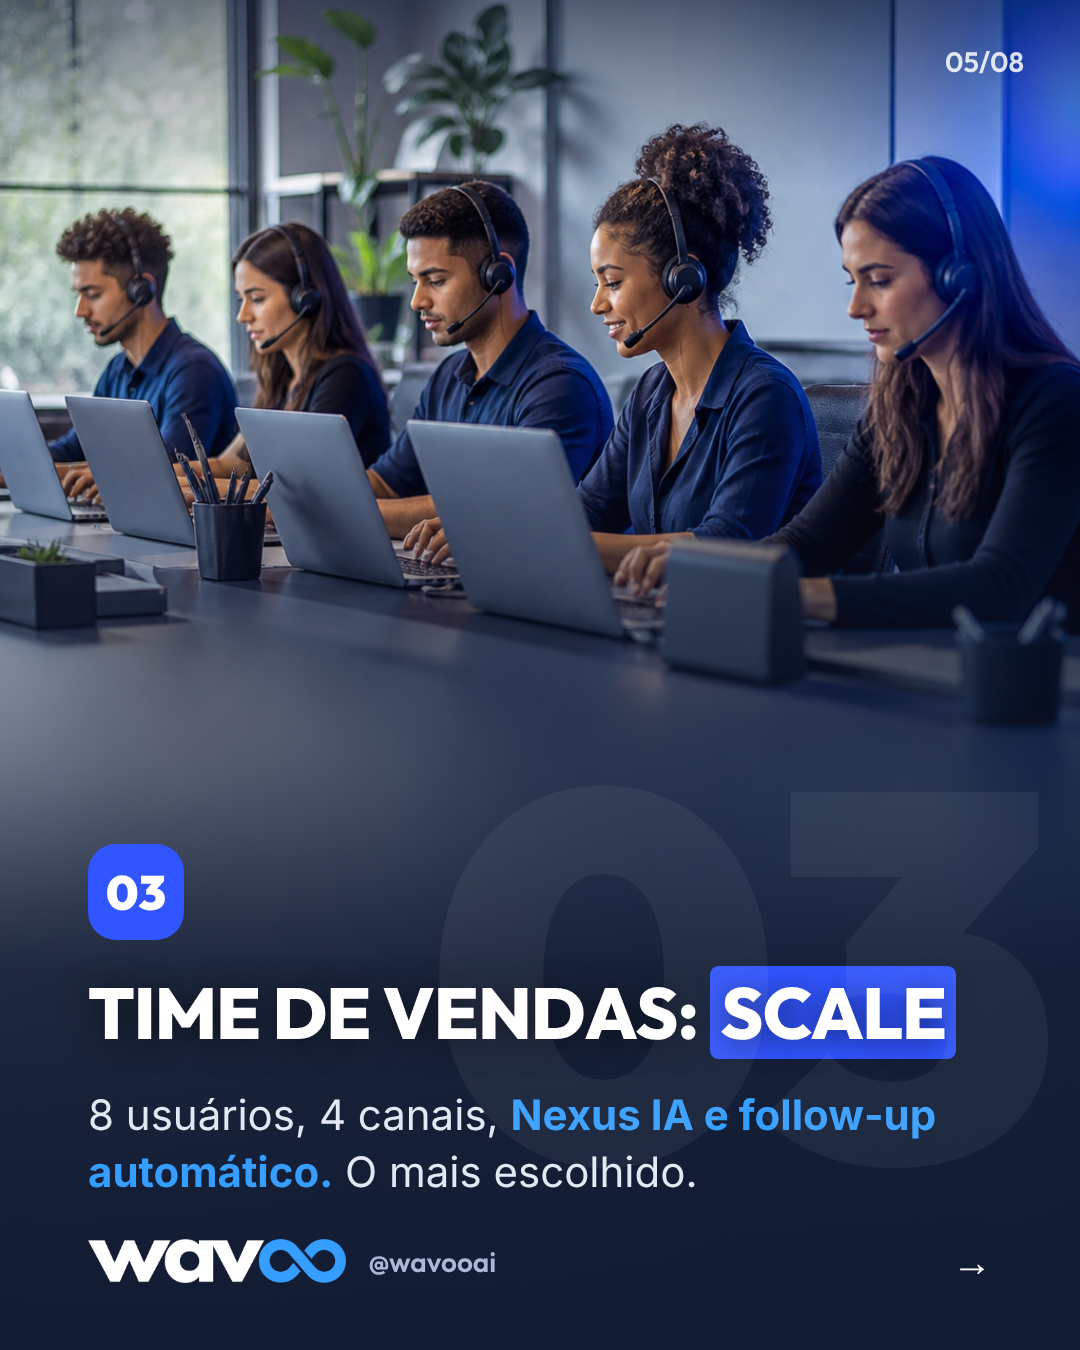 05/08
03
03
TIME DE VENDAS: SCALE
8 usuários, 4 canais, Nexus IA e follow-up
automático. O mais escolhido.
wavoo @wavooai →